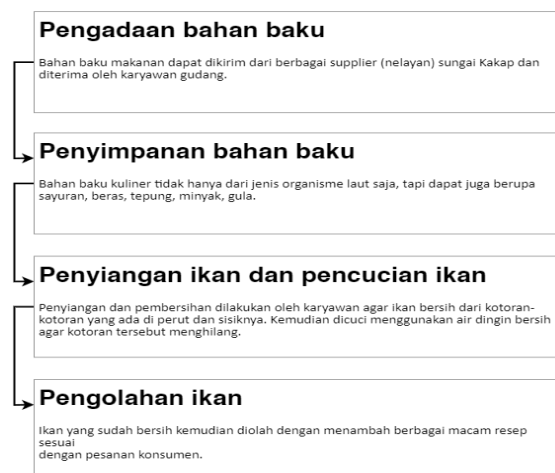 Pengadaan bahan baku
Bahan baku makanan dapat dikirim dari berbagai supplier (nelayan) sungai Kakap dan
diterima oleh karyawan gudang.
Penyimpanan bahan baku
Bahan baku kuliner tidak hanya dari jenis organisme laut saja, tapi dapat juga berupa
sayuran, beras, tepung, minyak, gula.
Penyiangan ikan dan pencucian ikan
Penyiangan dan pembersihan dilakukan oleh karyawan agar ikan bersih dari kotoran-
kotoran yang ada di perut dan sisiknya. Kemudian dicuci menggunakan air dingin bersih
agar kotoran tersebut menghilang.
Pengolahan ikan
Ikan yang sudah bersih kemudian diolah dengan menambah berbagai macam resep
sesuai
dengan pesanan konsumen.